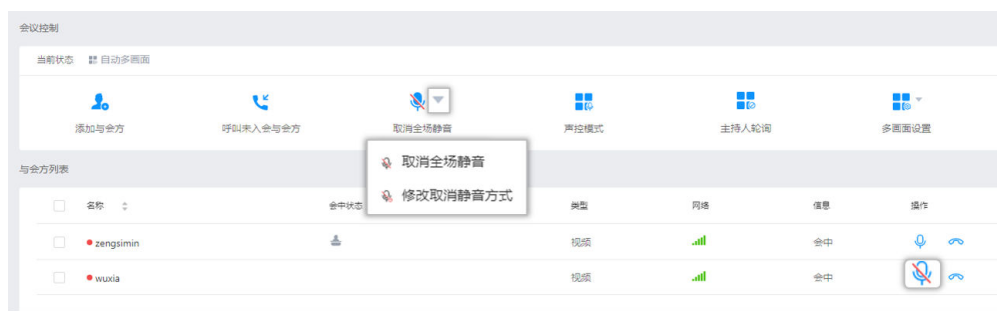 会议控制
当前状态 自动多画面
添加与会方 呼叫未入会与会方 取消全场静音 声控模式 主持人轮询 多画面设置
取消全场静音
修改取消静音方式
与会方列表
名称 会中状态 类型 网络 信息 操作
zengsimin 视频 会中
wuxia 视频 会中